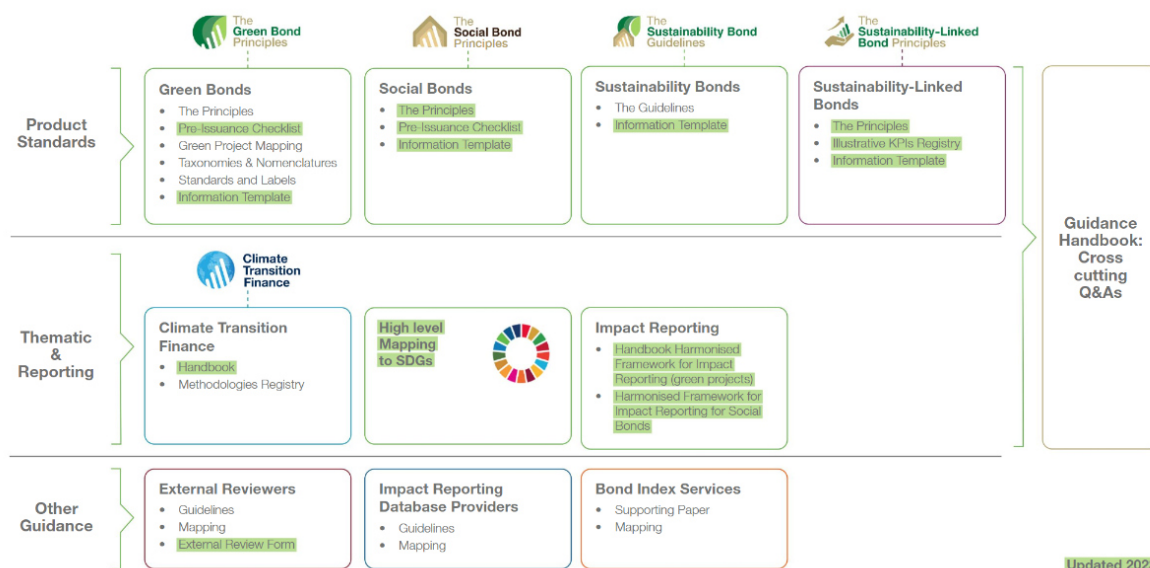 The
Green Bond
Principles
The
Social Bond
Principles
The
Sustainability Bond
Guidelines
The
Sustainability-Linked
Bond Principles
Product
Standards
Green Bonds
• The Principles
• Pre-Issuance Checklist
• Green Project Mapping
• Taxonomies & Nomenclatures
• Standards and Labels
• Information Template
Social Bonds
• The Principles
• Pre-Issuance Checklist
• Information Template
Sustainability Bonds
• The Guidelines
• Information Template
Sustainability-Linked
Bonds
• The Principles
• Illustrative KPIs Registry
• Information Template
Guidance
Handbook:
Cross
cutting
Q&As
Thematic
&
Reporting
Climate
Transition
Finance
Climate Transition
Finance
• Handbook
• Methodologies Registry
High level
Mapping
to SDGs
Impact Reporting
• Handbook Harmonised
Framework for Impact
Reporting (green projects)
• Harmonised Framework for
Impact Reporting for Social
Bonds
Other
Guidance
External Reviewers
• Guidelines
• Mapping
• External Review Form
Impact Reporting
Database Providers
• Guidelines
• Mapping
Bond Index Services
• Supporting Paper
• Mapping
Updated